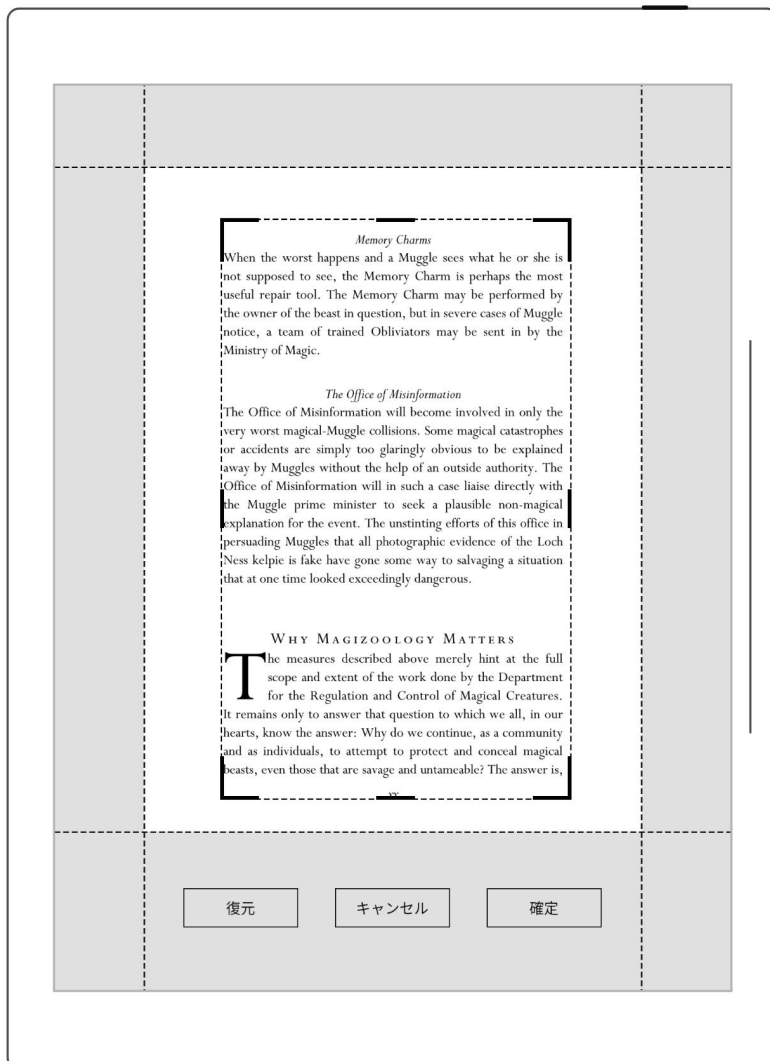 Memory Charms
When the worst happens and a Muggle sees what he or she is
not supposed to see, the Memory Charm is perhaps the most
useful repair tool. The Memory Charm may be performed by
the owner of the beast in question, but in severe cases of Muggle
notice, a team of trained Obliviators may be sent in by the
Ministry of Magic.
The Office of Misinformation
The Office of Misinformation will become involved in only the
very worst magical-Muggle collisions. Some magical catastrophes
or accidents are simply too glaringly obvious to be explained
away by Muggles without the help of an outside authority. The
Office of Misinformation will in such a case liaise directly with
the Muggle prime minister to seek a plausible non-magical
explanation for the event. The unstinting efforts of this office in
persuading Muggles that all photographic evidence of the Loch
Ness kelpie is fake have gone some way to salvaging a situation
that at one time looked exceedingly dangerous.
Why Magizoology Matters
The measures described above merely hint at the full
scope and extent of the work done by the Department
for the Regulation and Control of Magical Creatures.
It remains only to answer that question to which we all, in our
hearts, know the answer: Why do we continue, as a community
and as individuals, to attempt to protect and conceal magical
beasts, even those that are savage and untameable? The answer is,
復元 キャンセル 確定